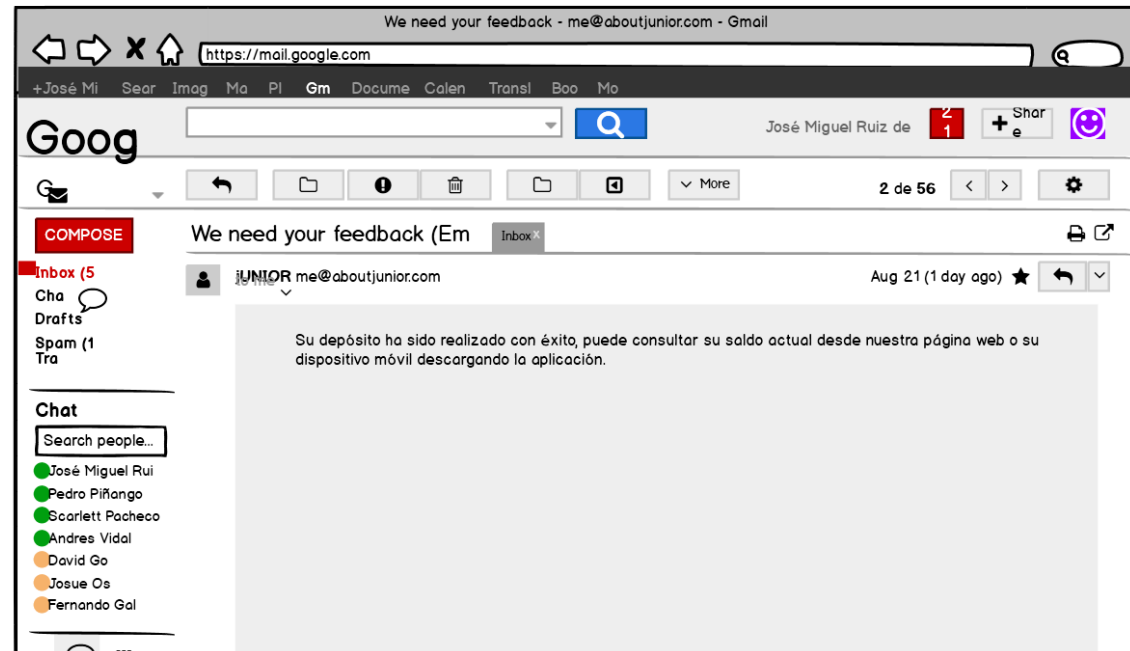 We need your feedback - me@aboutjunior.com - Gmail
https://mail.google.com
+José Mi Sear Imag Ma Pl Gm Docume Calen Transl Boo Mo
Goog
José Miguel Ruiz de
2
1
Shar
e
G
More
2 de 56
COMPOSE
We need your feedback (Em
Inbox x
Inbox (5
Cha
Drafts
Spam (1
Tra
jUNIOR me@aboutjunior.com
to me
Aug 21 (1 day ago)
Su depósito ha sido realizado con éxito, puede consultar su saldo actual desde nuestra página web o su
dispositivo móvil descargando la aplicación.
Chat
Search people...
José Miguel Rui
Pedro Piñango
Scarlett Pacheco
Andres Vidal
David Go
Josue Os
Fernando Gal